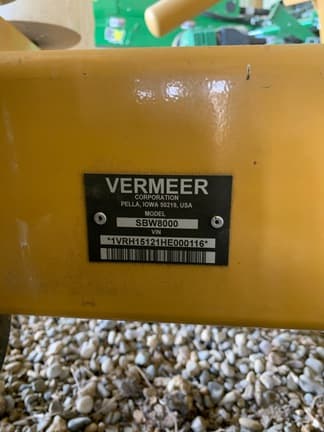 VERMEER
CORPORATION
PELLA, IOWA 50219, USA
MODEL
SBW8000
VIN
*1VRH15121HE000116*